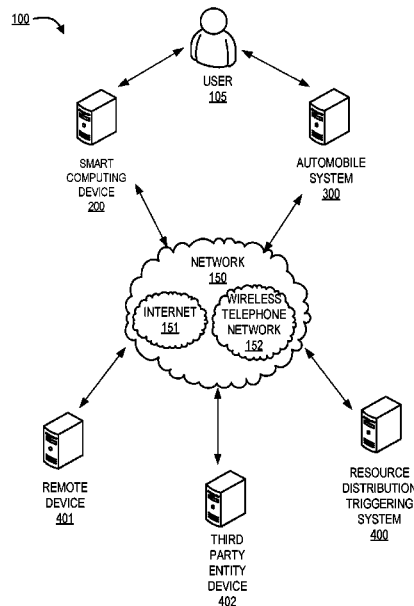 100
USER
105
SMART
COMPUTING
DEVICE
200
AUTOMOBILE
SYSTEM
300
NETWORK
150
INTERNET
151
WIRELESS
TELEPHONE
NETWORK
152
REMOTE
DEVICE
401
THIRD
PARTY
ENTITY
DEVICE
402
RESOURCE
DISTRIBUTION
TRIGGERING
SYSTEM
400